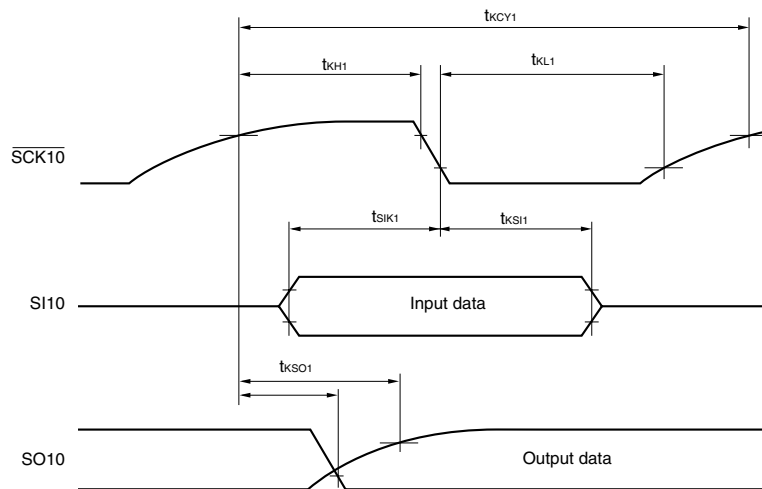 tKCY1
tKH1
tKL1
SCK10
tSIK1
tKSI1
SI10
Input data
tKSO1
SO10
Output data